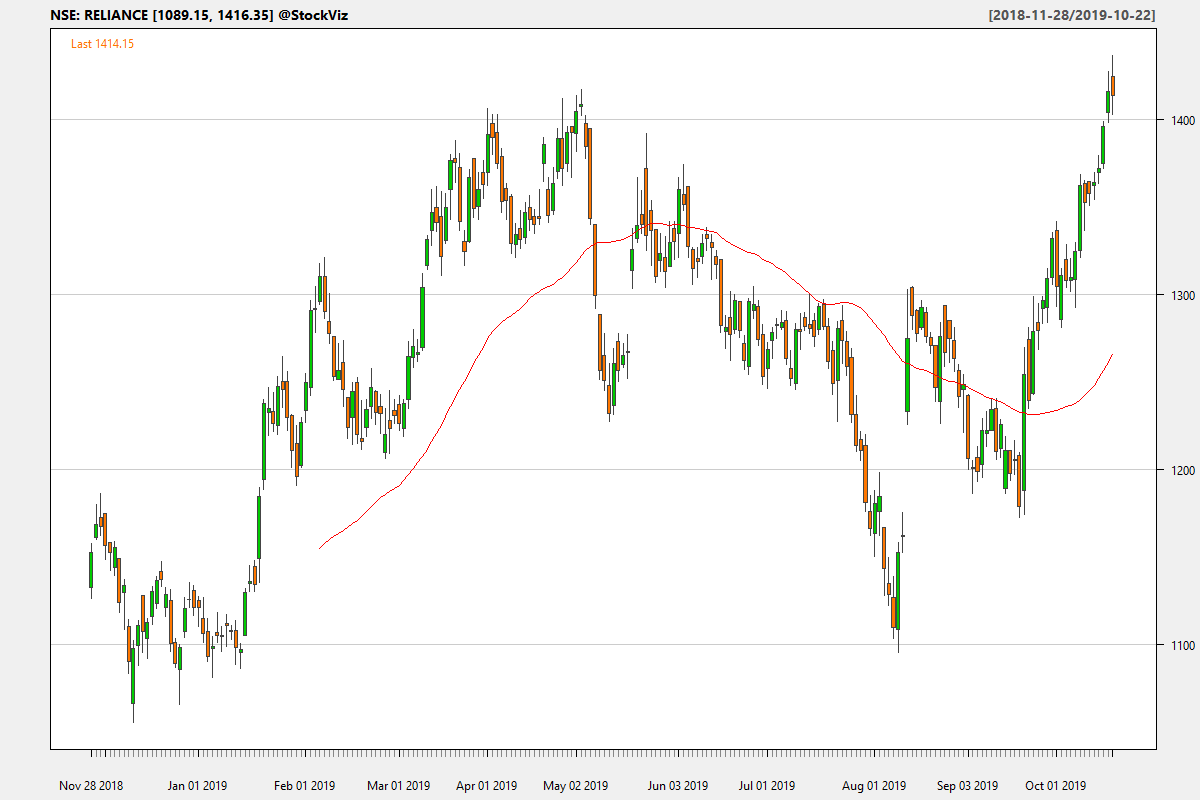 NSE: RELIANCE [1089.15, 1416.35] @StockViz
[2018-11-28/2019-10-22]
Last 1414.15
1400
1300
1200
1100
Nov 28 2018 Jan 01 2019 Feb 01 2019 Mar 01 2019 Apr 01 2019 May 02 2019 Jun 03 2019 Jul 01 2019 Aug 01 2019 Sep 03 2019 Oct 01 2019